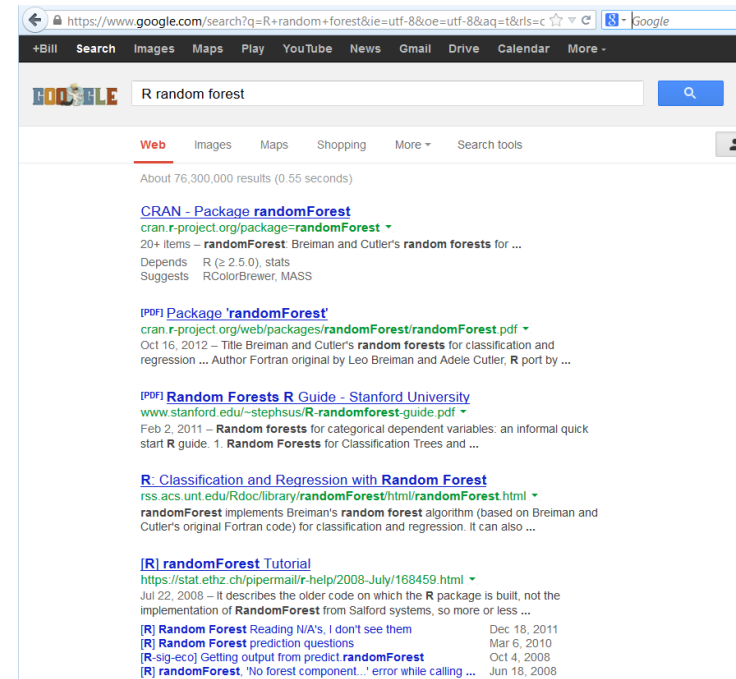 https://www.google.com/search?q=R+random+forest&ie=utf-8&oe=utf-8&aq=t&rls=c
Google
+Bill Search Images Maps Play YouTube News Gmail Drive Calendar More
GOOGLE R random forest
Web Images Maps Shopping More Search tools
About 76,300,000 results (0.55 seconds)
CRAN - Package randomForest
cran.r-project.org/package=randomForest
20+ items – randomForest: Breiman and Cutler's random forests for ...
Depends R (≥ 2.5.0), stats
Suggests RColorBrewer, MASS
[PDF] Package 'randomForest'
cran.r-project.org/web/packages/randomForest/randomForest.pdf
Oct 16, 2012 – Title Breiman and Cutler's random forests for classification and
regression ... Author Fortran original by Leo Breiman and Adele Cutler, R port by ...
[PDF] Random Forests R Guide - Stanford University
www.stanford.edu/~stephsus/R-randomforest-guide.pdf
Feb 2, 2011 – Random forests for categorical dependent variables: an informal quick
start R guide. 1. Random Forests for Classification Trees and ...
R: Classification and Regression with Random Forest
rss.acs.unt.edu/Rdoc/library/randomForest/html/randomForest.html
randomForest implements Breiman's random forest algorithm (based on Breiman and
Cutler's original Fortran code) for classification and regression. It can also ...
[R] randomForest Tutorial
https://stat.ethz.ch/pipermail/r-help/2008-July/168459.html
Jul 22, 2008 – It describes the older code on which the R package is built, not the
implementation of RandomForest from Salford systems, so more or less ...
[R] Random Forest Reading N/A's, I don't see them Dec 18, 2011
[R] Random Forest prediction questions Mar 6, 2010
[R-sig-eco] Getting output from predict.randomForest Oct 4, 2008
[R] randomForest, 'No forest component...' error while calling ... Jun 18, 2008